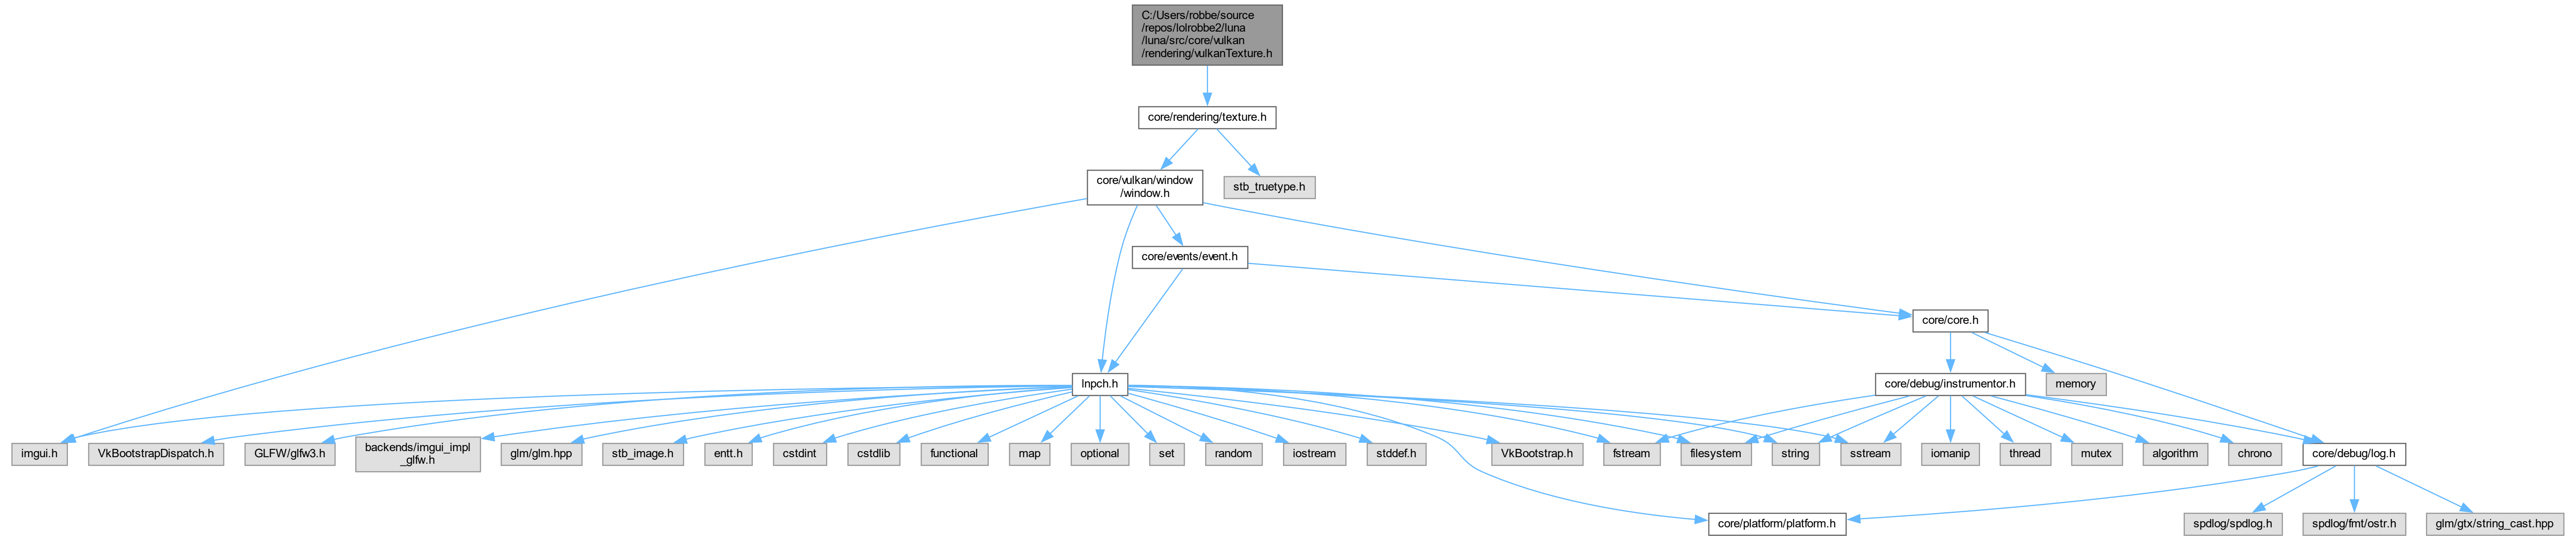 C:/Users/robbe/source
/repos/lolrobbe2/luna
/luna/src/core/vulkan
/rendering/vulkanTexture.h
core/rendering/texture.h
core/vulkan/window
/window.h
stb_truetype.h
core/events/event.h
core/core.h
lnpch.h
core/debug/instrumentor.h
memory
imgui.h
VkBootstrapDispatch.h
GLFW/glfw3.h
backends/imgui_impl
_glfw.h
glm/glm.hpp
stb_image.h
entt.h
cstdint
cstdlib
functional
map
optional
set
random
iostream
stddef.h
VkBootstrap.h
fstream
filesystem
string
sstream
iomanip
thread
mutex
algorithm
chrono
core/debug/log.h
core/platform/platform.h
spdlog/spdlog.h
spdlog/fmt/ostr.h
glm/gtx/string_cast.hpp